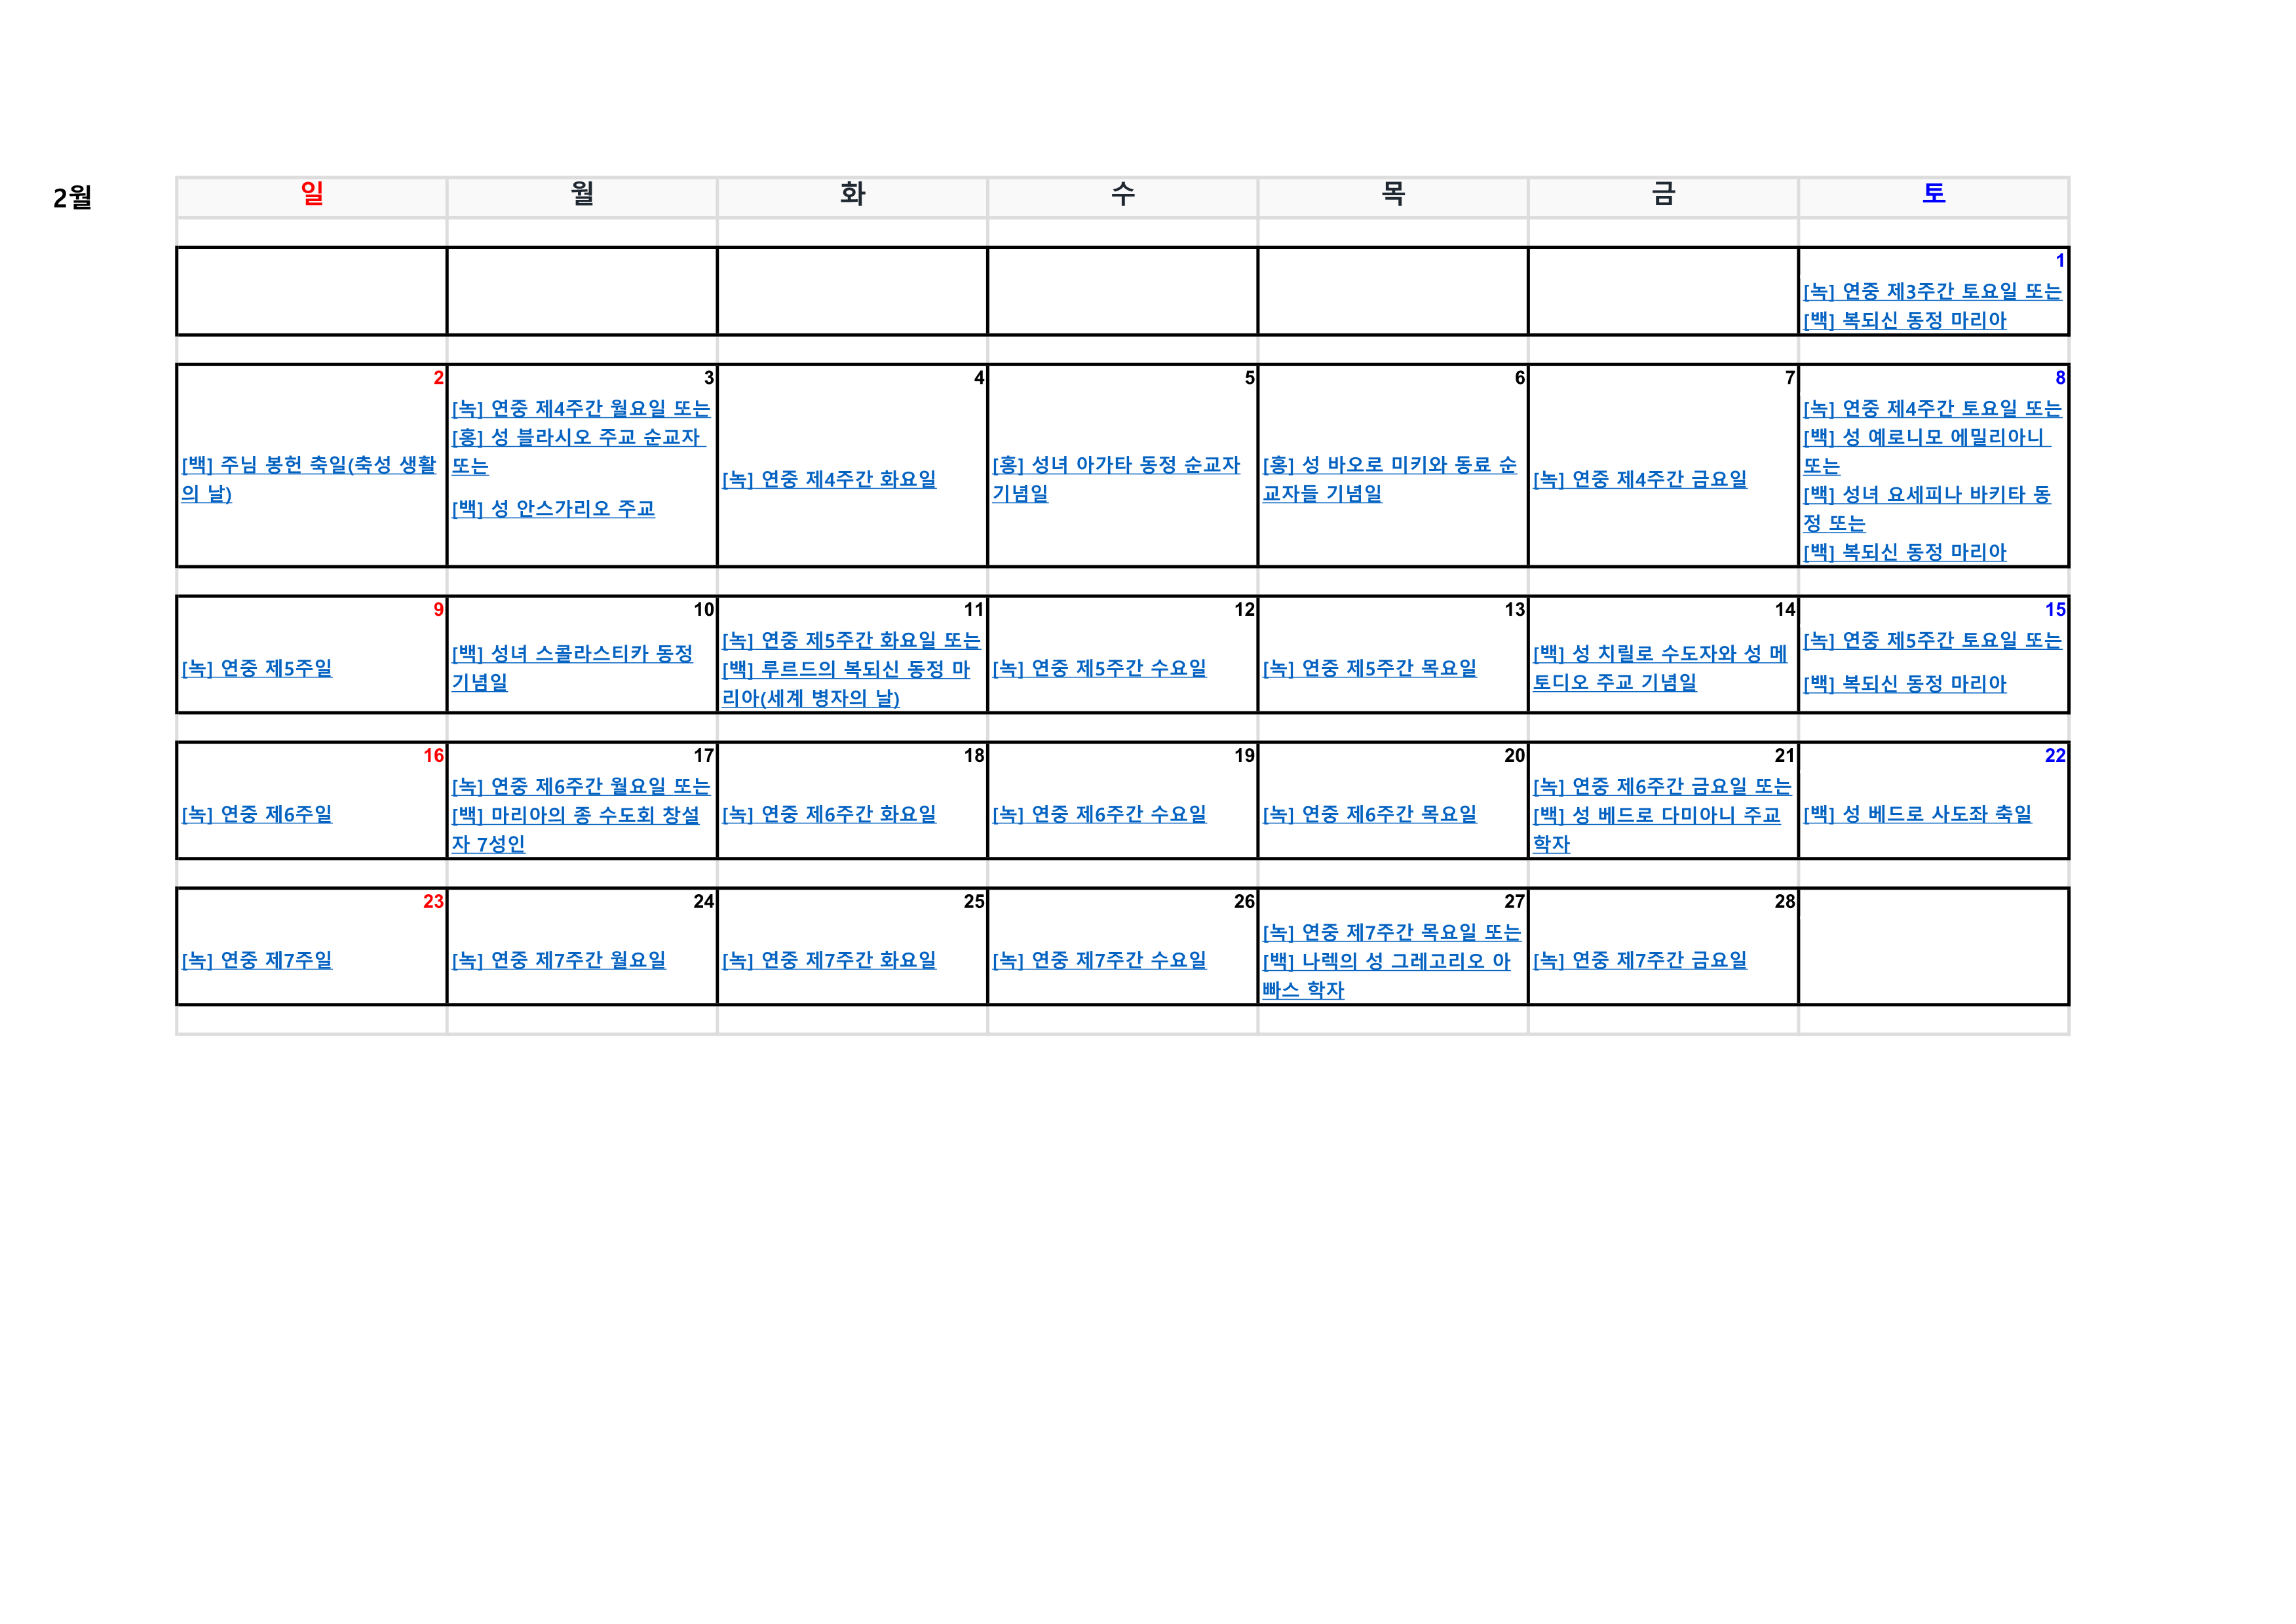 2월
일
월
화
수
목
금
토
1
[녹] 연중 제3주간 토요일 또는
[백] 복되신 동정 마리아
2
[백] 주님 봉헌 축일(축성 생활
의 날)
3
[녹] 연중 제4주간 월요일 또는
[홍] 성 블라시오 주교 순교자
또는
[백] 성 안스가리오 주교
4
[녹] 연중 제4주간 화요일
5
[홍] 성녀 아가타 동정 순교자
기념일
6
[홍] 성 바오로 미키와 동료 순
교자들 기념일
7
[녹] 연중 제4주간 금요일
8
[녹] 연중 제4주간 토요일 또는
[백] 성 예로니모 에밀리아니
또는
[백] 성녀 요세피나 바키타 동
정 또는
[백] 복되신 동정 마리아
9
[녹] 연중 제5주일
10
[백] 성녀 스콜라스티카 동정
기념일
11
[녹] 연중 제5주간 화요일 또는
[백] 루르드의 복되신 동정 마
리아(세계 병자의 날)
12
[녹] 연중 제5주간 수요일
13
[녹] 연중 제5주간 목요일
14
[백] 성 치릴로 수도자와 성 메
토디오 주교 기념일
15
[녹] 연중 제5주간 토요일 또는
[백] 복되신 동정 마리아
16
[녹] 연중 제6주일
17
[녹] 연중 제6주간 월요일 또는
[백] 마리아의 종 수도회 창설
자 7성인
18
[녹] 연중 제6주간 화요일
19
[녹] 연중 제6주간 수요일
20
[녹] 연중 제6주간 목요일
21
[녹] 연중 제6주간 금요일 또는
[백] 성 베드로 다미아니 주교
학자
22
[백] 성 베드로 사도좌 축일
23
[녹] 연중 제7주일
24
[녹] 연중 제7주간 월요일
25
[녹] 연중 제7주간 화요일
26
[녹] 연중 제7주간 수요일
27
[녹] 연중 제7주간 목요일 또는
[백] 나렉의 성 그레고리오 아
빠스 학자
28
[녹] 연중 제7주간 금요일